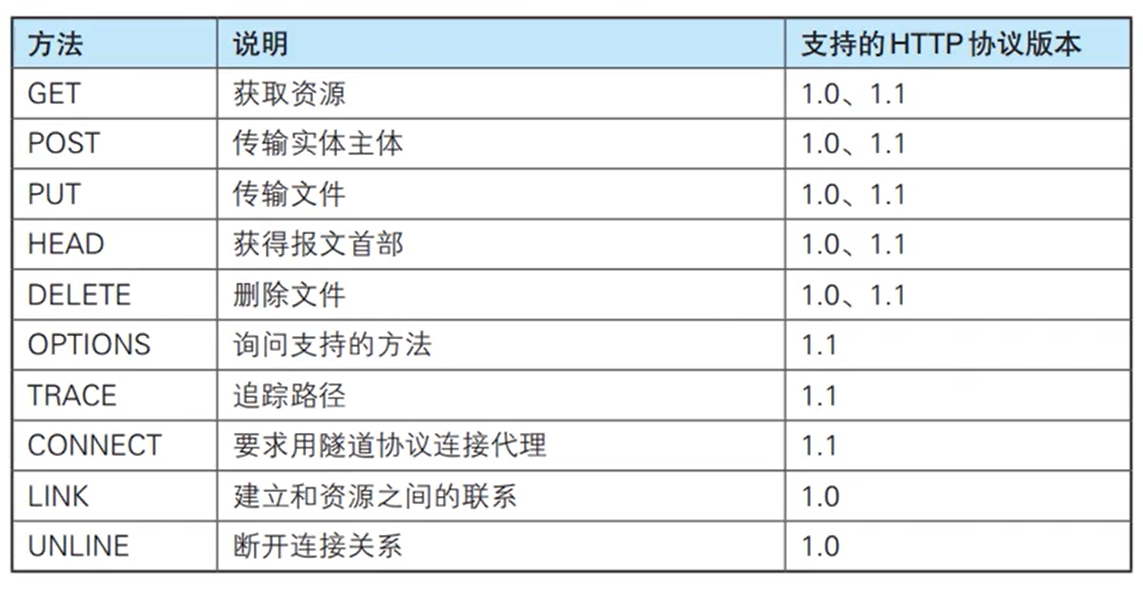 方法 说明 支持的HTTP协议版本
GET 获取资源 1.0、1.1
POST 传输实体主体 1.0、1.1
PUT 传输文件 1.0、1.1
HEAD 获得报文首部 1.0、1.1
DELETE 删除文件 1.0、1.1
OPTIONS 询问支持的方法 1.1
TRACE 追踪路径 1.1
CONNECT 要求用隧道协议连接代理 1.1
LINK 建立和资源之间的联系 1.0
UNLINE 断开连接关系 1.0